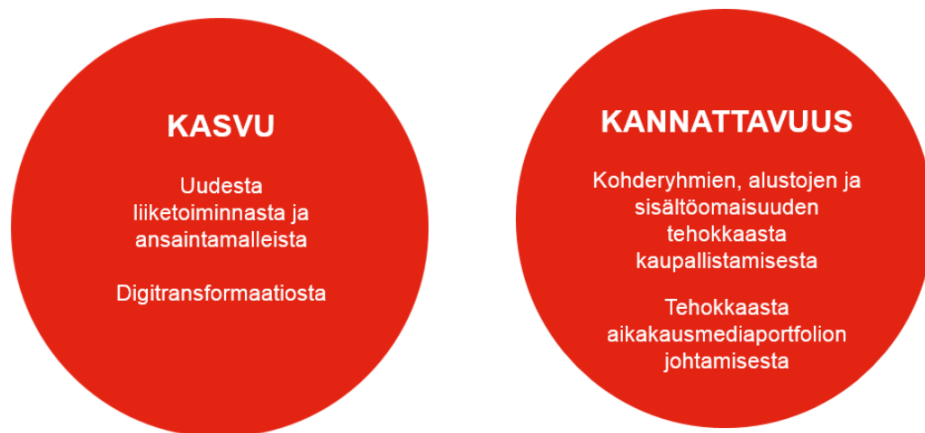 KASVU
Uudesta
liiketoiminnasta ja
ansaintamalleista
Digitransformaatiosta
KANNATTAVUUS
Kohderyhmien, alustojen ja
sisältöomaisuuden
tehokkaasta
kaupallistamisesta
Tehokkaasta
aikakausmediaportfolion
johtamisesta